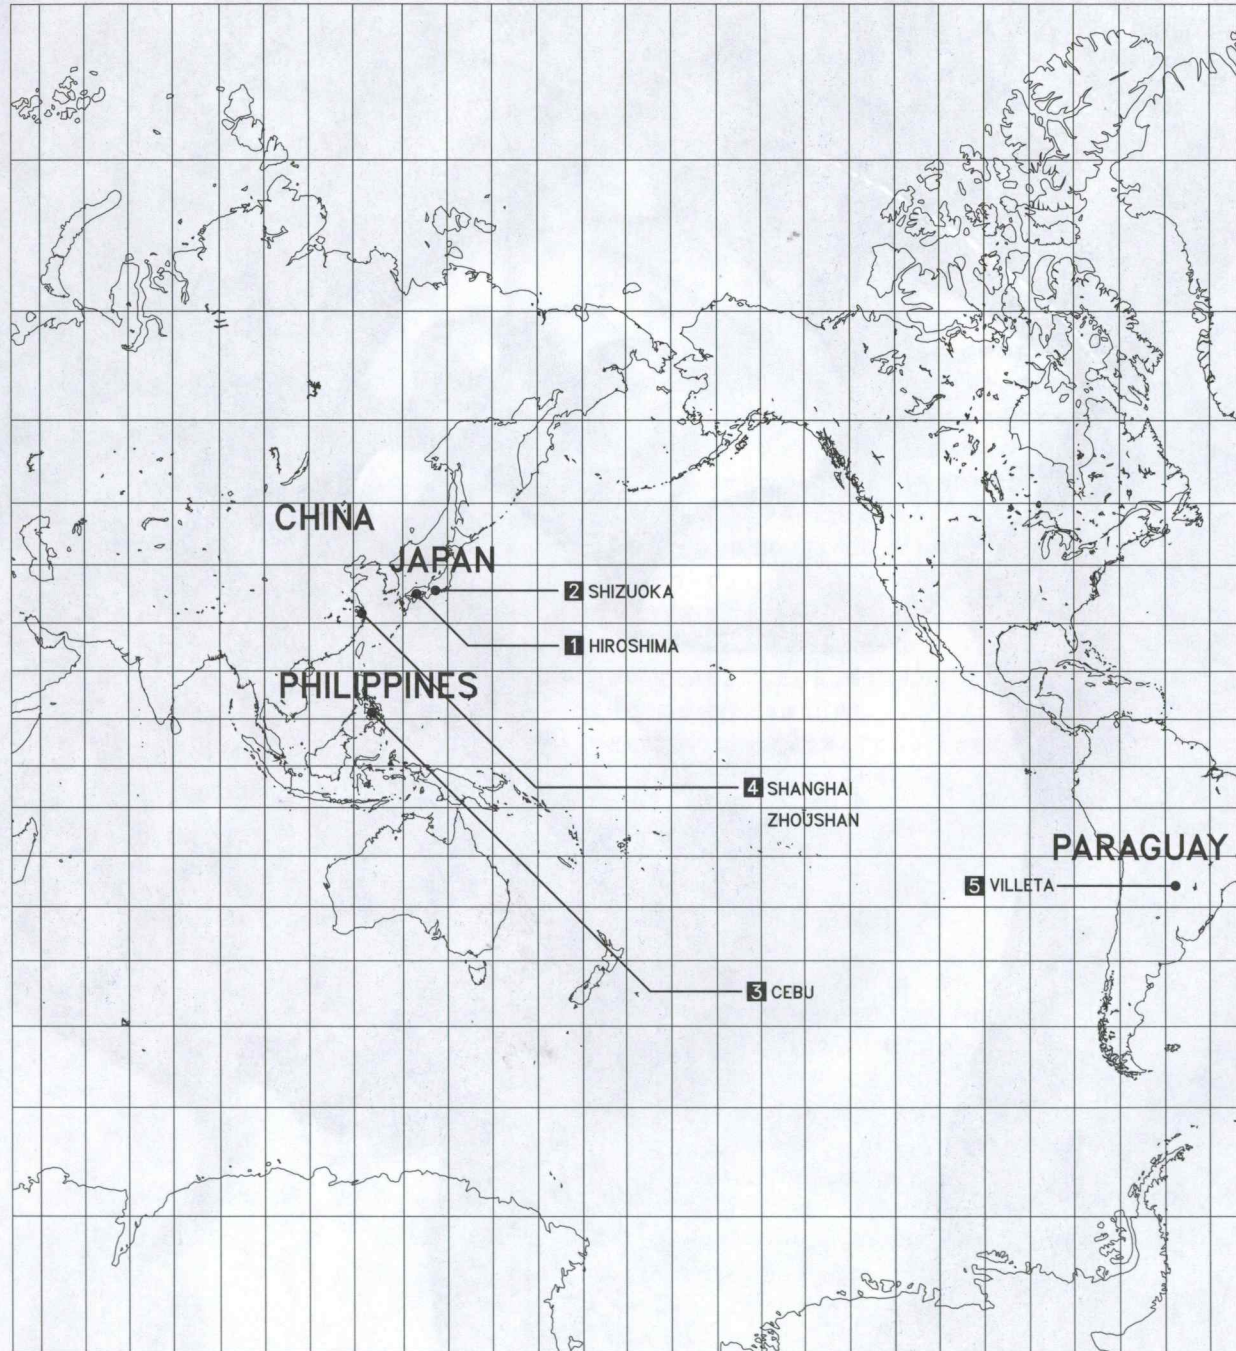 CHINA
JAPAN
2 SHIZUOKA
1 HIROSHIMA
PHILIPPINES
4 SHANGHAI
ZHOUSHAN
PARAGUAY
5 VILLETA
3 CEBU